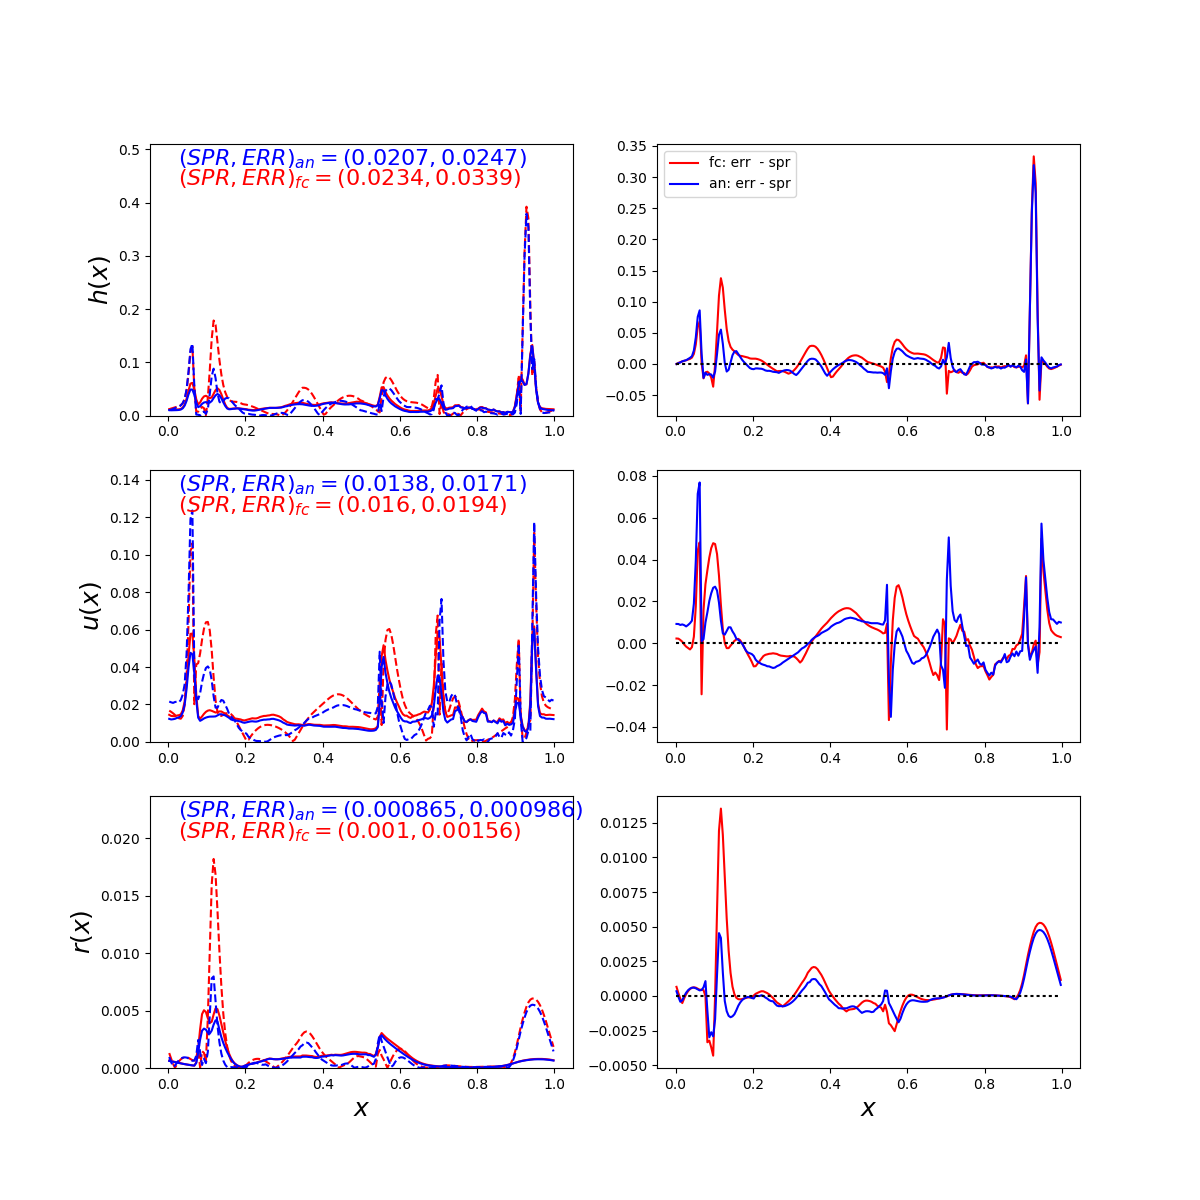 (SPR, ERR)an = (0.0207, 0.0247)
(SPR, ERR)fc = (0.0234, 0.0339)
h(x)
0.5
0.4
0.3
0.2
0.1
0.0
0.0 0.2 0.4 0.6 0.8 1.0
fc: err - spr
an: err - spr
0.35
0.30
0.25
0.20
0.15
0.10
0.05
0.00
−0.05
0.0 0.2 0.4 0.6 0.8 1.0
(SPR, ERR)an = (0.0138, 0.0171)
(SPR, ERR)fc = (0.016, 0.0194)
u(x)
0.14
0.12
0.10
0.08
0.06
0.04
0.02
0.00
0.0 0.2 0.4 0.6 0.8 1.0
0.08
0.06
0.04
0.02
0.00
−0.02
−0.04
0.0 0.2 0.4 0.6 0.8 1.0
(SPR, ERR)an = (0.000865, 0.000986)
(SPR, ERR)fc = (0.001, 0.00156)
r(x)
0.020
0.015
0.010
0.005
0.000
0.0 0.2 0.4 0.6 0.8 1.0
x
0.0125
0.0100
0.0075
0.0050
0.0025
0.0000
−0.0025
−0.0050
0.0 0.2 0.4 0.6 0.8 1.0
x